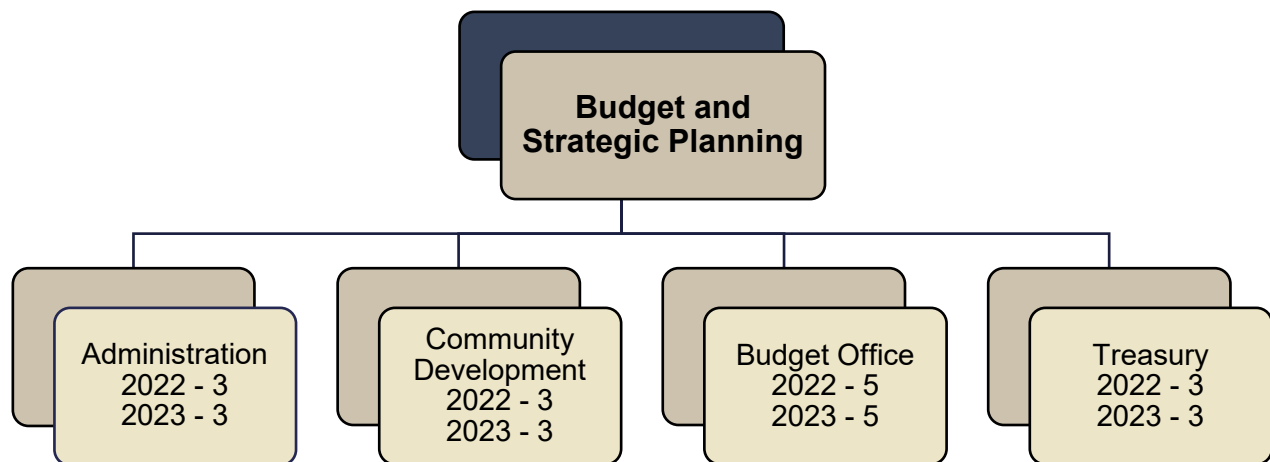 Budget and
Strategic Planning
Administration
2022 - 3
2023 - 3
Community
Development
2022 - 3
2023 - 3
Budget Office
2022 - 5
2023 - 5
Treasury
2022 - 3
2023 - 3